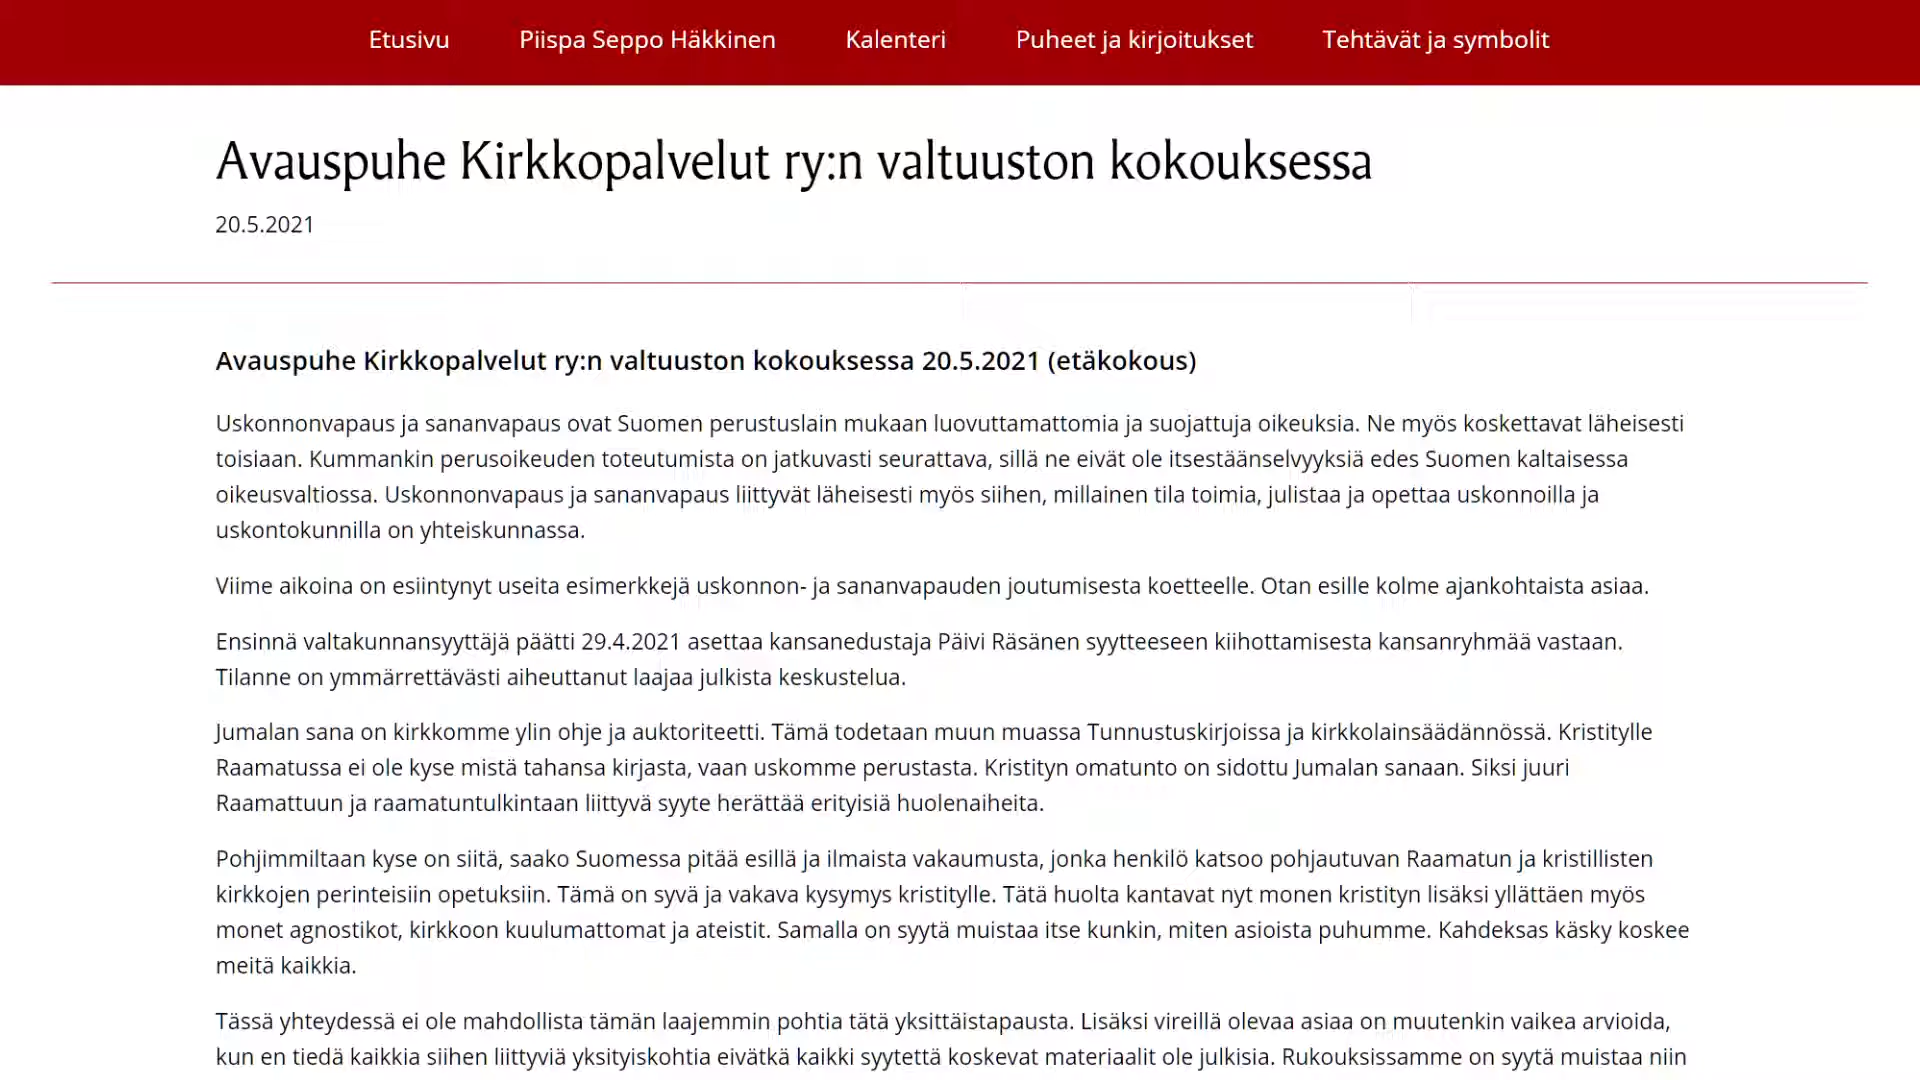 Etusivu Piispa Seppo Häkkinen Kalenteri Puheet ja kirjoitukset Tehtävät ja symbolit
Avauspuhe Kirkkopalvelut ry:n valtuuston kokouksessa
20.5.2021
Avauspuhe Kirkkopalvelut ry:n valtuuston kokouksessa 20.5.2021 (etäkokous)
Uskonnonvapaus ja sananvapaus ovat Suomen perustuslain mukaan luovuttamattomia ja suojattuja oikeuksia. Ne myös koskettavat läheisesti
toisiaan. Kummankin perusoikeuden toteutumista on jatkuvasti seurattava, sillä ne eivät ole itsestäänselvyyksiä edes Suomen kaltaisessa
oikeusvaltiossa. Uskonnonvapaus ja sananvapaus liittyvät läheisesti myös siihen, millainen tila toimia, julistaa ja opettaa uskonnoilla ja
uskontokunnilla on yhteiskunnassa.
Viime aikoina on esiintynyt useita esimerkkejä uskonnon- ja sananvapauden joutumisesta koetteelle. Otan esille kolme ajankohtaista asiaa.
Ensinnä valtakunnansyyttäjä päätti 29.4.2021 asettaa kansanedustaja Päivi Räsänen syytteeseen kiihottamisesta kansanryhmää vastaan.
Tilanne on ymmärrettävästi aiheuttanut laajaa julkista keskustelua.
Jumalan sana on kirkkomme ylin ohje ja auktoriteetti. Tämä todetaan muun muassa Tunnustuskirjoissa ja kirkkolainsäädännössä. Kristitylle
Raamatussa ei ole kyse mistä tahansa kirjasta, vaan uskomme perustasta. Kristityn omatunto on sidottu Jumalan sanaan. Siksi juuri
Raamattuun ja raamatuntulkintaan liittyvä syyte herättää erityisiä huolenaiheita.
Pohjimmiltaan kyse on siitä, saako Suomessa pitää esillä ja ilmaista vakaumusta, jonka henkilö katsoo pohjautuvan Raamatun ja kristillisten
kirkkojen perinteisiin opetuksiin. Tämä on syvä ja vakava kysymys kristitylle. Tätä huolta kantavat nyt monen kristityn lisäksi yllättäen myös
monet agnostikot, kirkkoon kuulumattomat ja ateistit. Samalla on syytä muistaa itse kunkin, miten asioista puhumme. Kahdeksas käsky koskee
meitä kaikkia.
Tässä yhteydessä ei ole mahdollista tämän laajemmin pohtia tätä yksittäistapausta. Lisäksi vireillä olevaa asiaa on muutenkin vaikea arvioida,
kun en tiedä kaikkia siihen liittyviä yksityiskohtia eivätkä kaikki syytettä koskevat materiaalit ole julkisia. Rukouksissamme on syytä muistaa niin